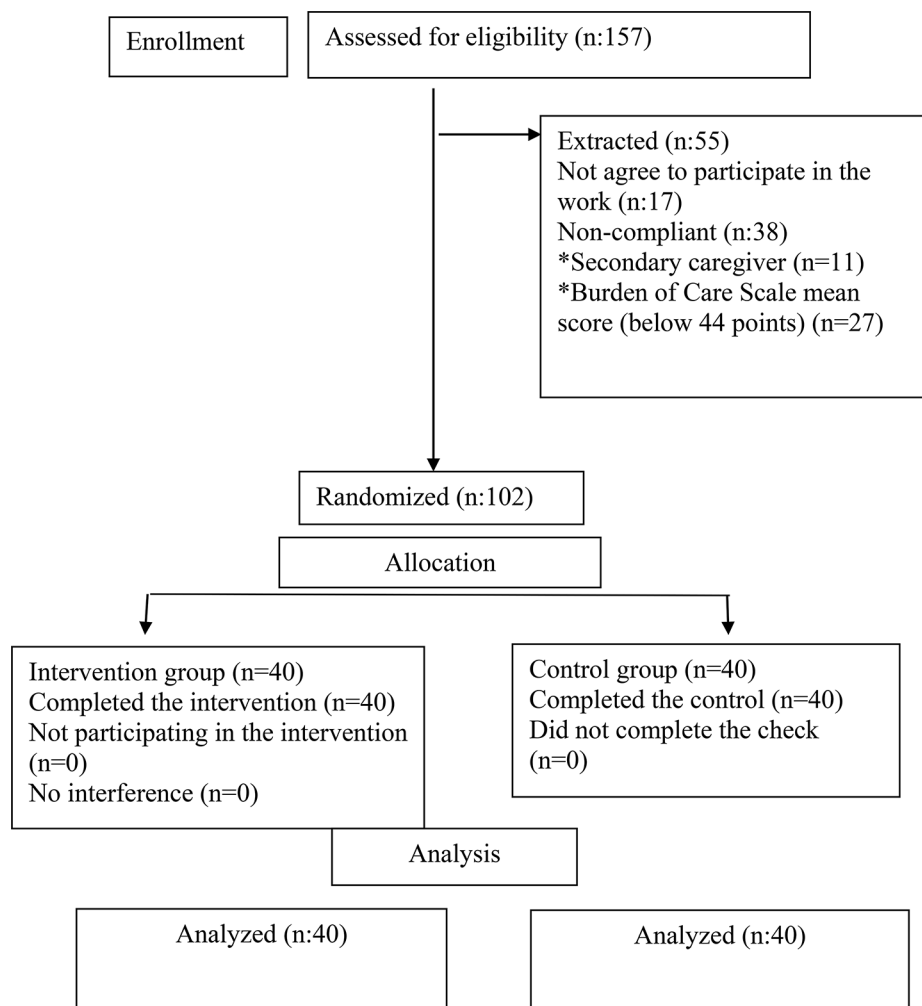 Enrollment
Assessed for eligibility (n:157)
Extracted (n:55)
Not agree to participate in the
work (n:17)
Non-compliant (n:38)
*Secondary caregiver (n=11)
*Burden of Care Scale mean
score (below 44 points) (n=27)
Randomized (n:102)
Allocation
Intervention group (n=40)
Completed the intervention (n=40)
Not participating in the intervention
(n=0)
No interference (n=0)
Control group (n=40)
Completed the control (n=40)
Did not complete the check
(n=0)
Analysis
Analyzed (n:40)
Analyzed (n:40)